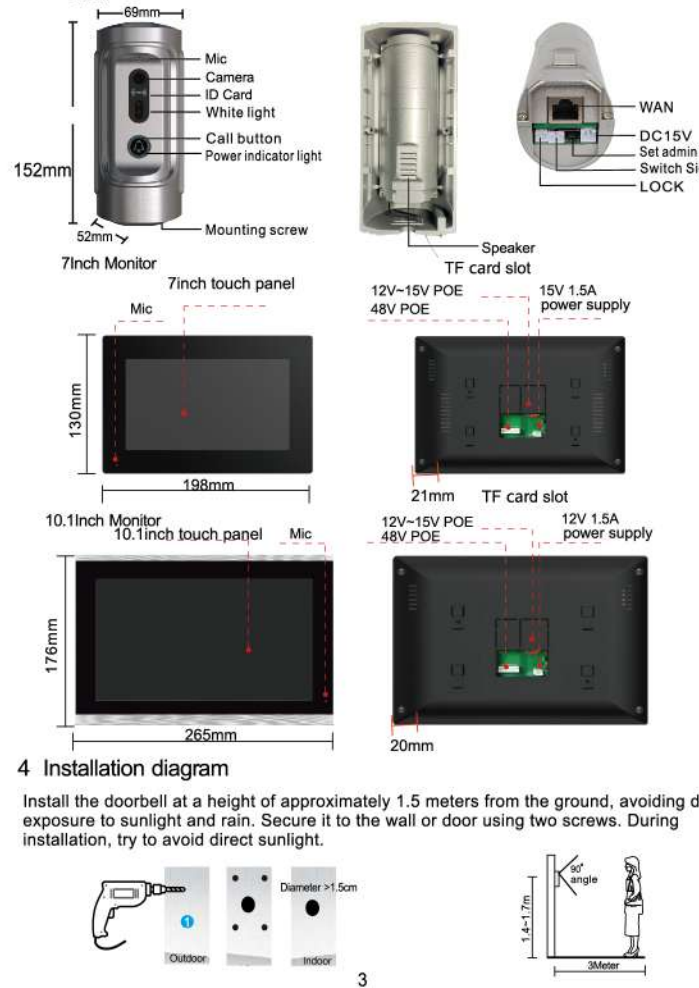 69mm
Mic
Camera
ID Card
White light
Call button
Power indicator light
152mm
52mm
Mounting screw
Speaker
TF card slot
WAN
DC15V
Set admin
Switch Si
LOCK
7Inch Monitor
7inch touch panel
Mic
130mm
198mm
12V~15V POE
48V POE
15V 1.5A
power supply
21mm
TF card slot
10.1Inch Monitor
10.1inch touch panel
Mic
176mm
265mm
12V~15V POE
48V POE
12V 1.5A
power supply
20mm
4 Installation diagram
Install the doorbell at a height of approximately 1.5 meters from the ground, avoiding d
exposure to sunlight and rain. Secure it to the wall or door using two screws. During
installation, try to avoid direct sunlight.
1
Outdoor
Diameter >1.5cm
Indoor
90°
angle
1.4~1.7m
3Meter
3